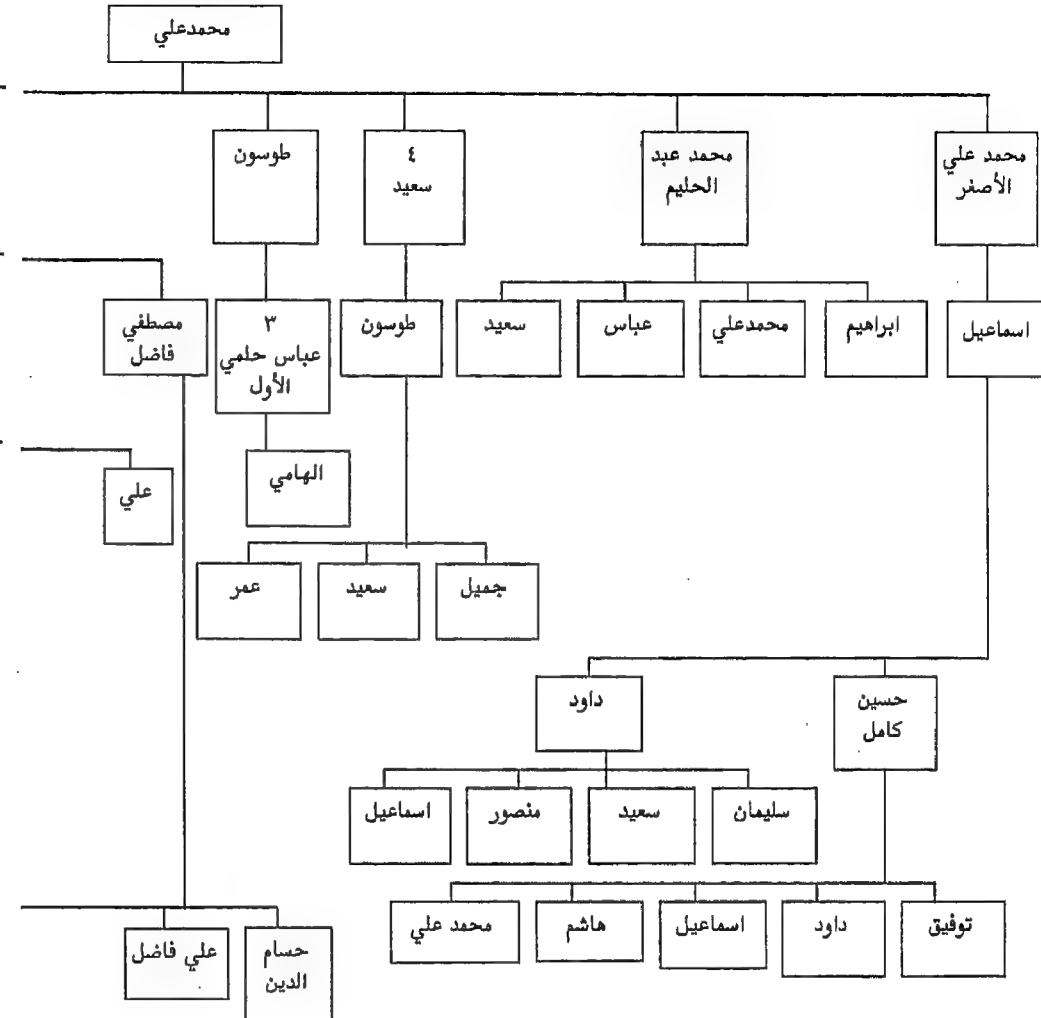 محمدعلي
محمد علي
الأصغر
محمد عبد
الحليم
٤
سعيد
طوسون
اسماعيل
ابراهيم
محمدعلي
عباس
سعيد
طوسون
٣
عباس حلمي
الأول
مصطفي
فاضل
الهامي
علي
جميل
سعيد
عمر
حسين
كامل
داود
سليمان
سعيد
منصور
اسماعيل
توفيق
داود
اسماعيل
هاشم
محمد علي
حسام
الدين
علي فاضل